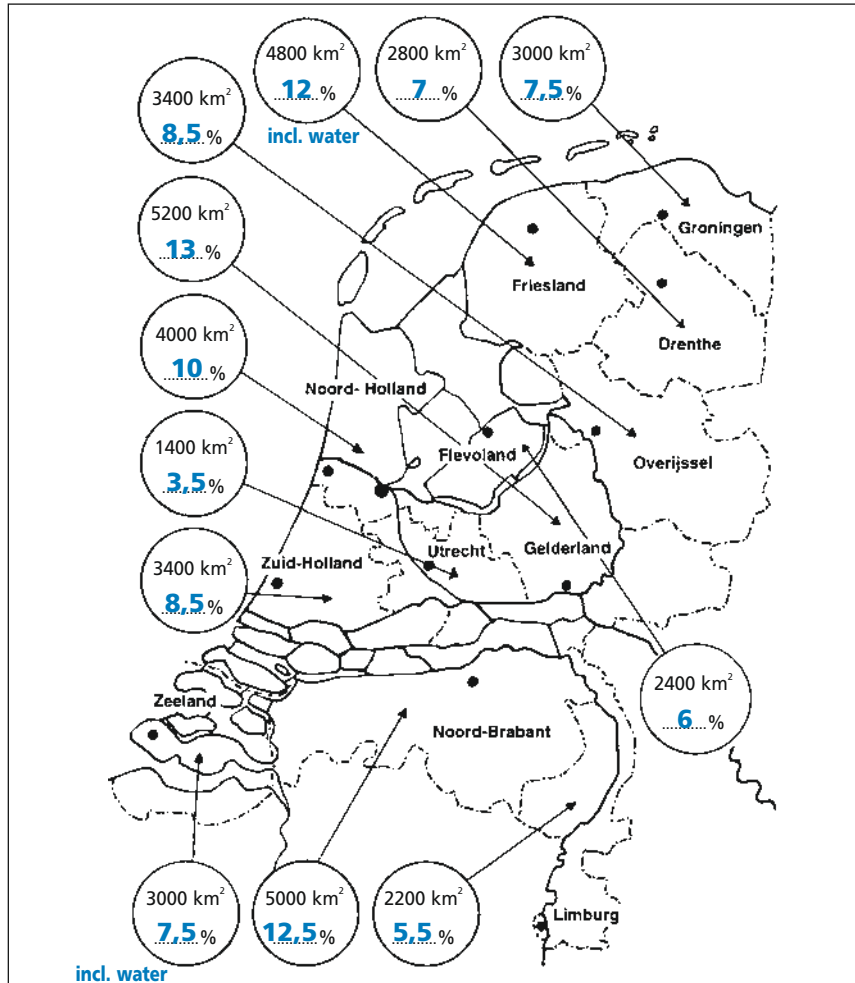 4800 km²
12 %
incl. water
2800 km²
7 %
3000 km²
7,5 %
3400 km²
8,5 %
5200 km²
13 %
4000 km²
10 %
1400 km²
3,5 %
3400 km²
8,5 %
Groningen
Friesland
Drenthe
Noord- Holland
Flevoland
Overijssel
Utrecht
Gelderland
Zuid-Holland
2400 km²
6 %
Zeeland
Noord-Brabant
3000 km²
7,5 %
incl. water
5000 km²
12,5 %
2200 km²
5,5 %
Limburg